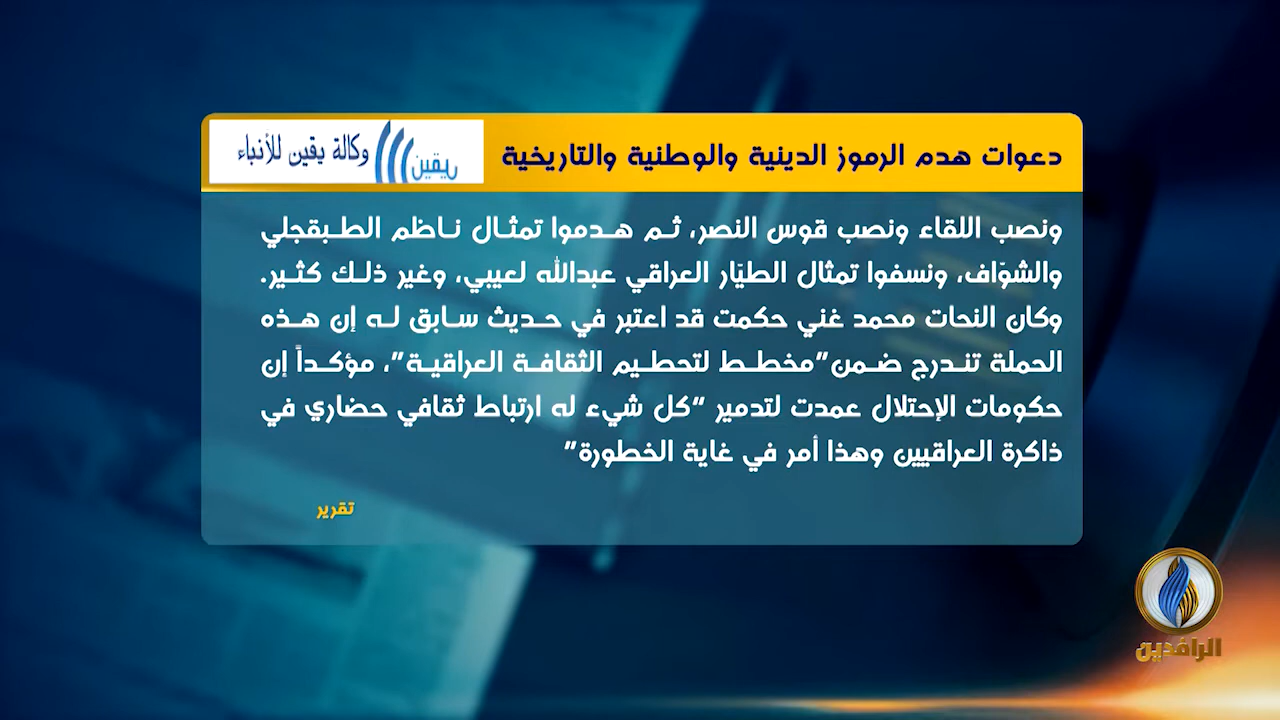 دعوات هدم الرموز الدينية والوطنية والتاريخية
يقين وكالة يقين للأنباء
ونصب اللقاء ونصب قوس النصر، ثم هدموا تمثال ناظم الطبقجلي
والشوّاف، ونسفوا تمثال الطيّار العراقي عبدالله لعيبي، وغير ذلك كثير.
وكان النحات محمد غني حكمت قد اعتبر في حديث سابق له إن هذه
الحملة تندرج ضمن"مخطط لتحطيم الثقافة العراقية"، مؤكداً إن
حكومات الإحتلال عمدت لتدمير "كل شيء له ارتباط ثقافي حضاري في
ذاكرة العراقيين وهذا أمر في غاية الخطورة"
تقرير
الرافدين